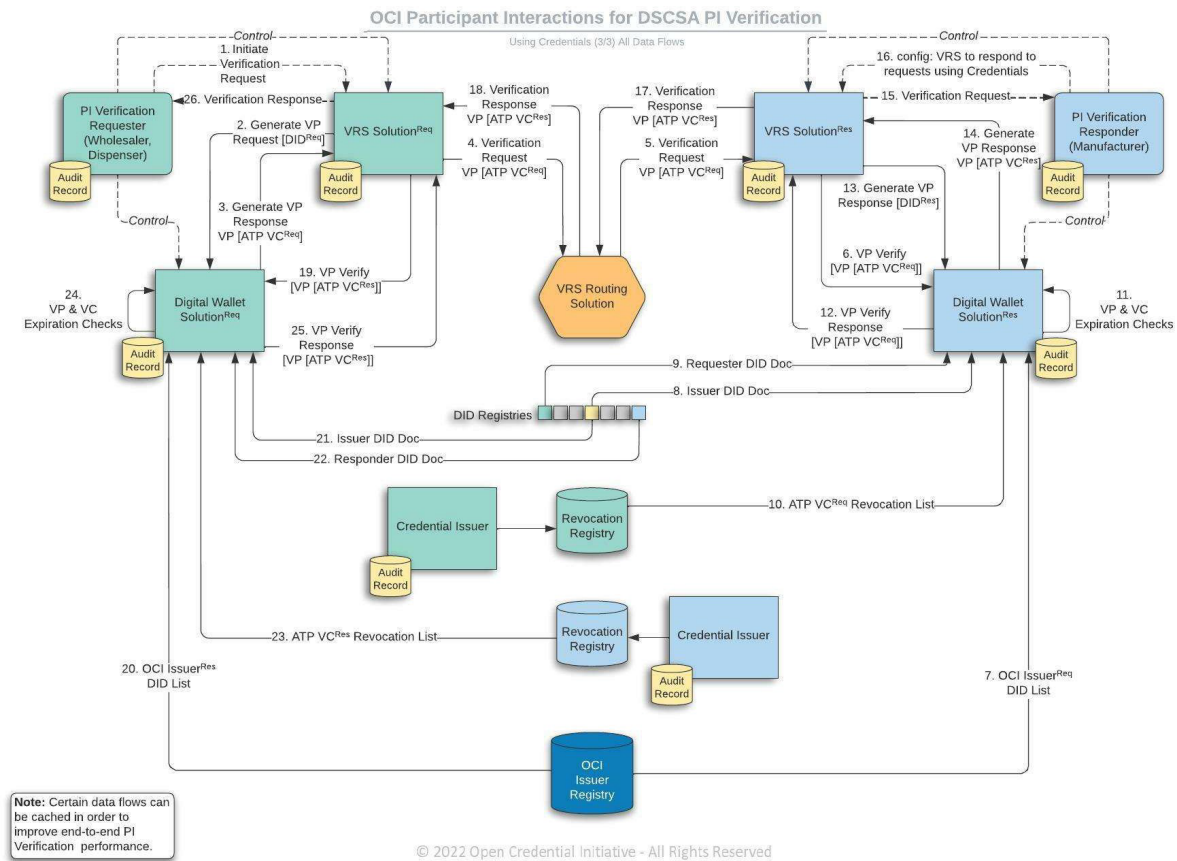 OCI Participant Interactions for DSCSA PI Verification
Using Credentials (3/3) All Data Flows
Control
1. Initiate
Verification
Request
26. Verification Response
PI Verification
Requester
(Wholesaler,
Dispenser)
Audit
Record
VRS Solution^Req
Audit
Record
2. Generate VP
Request [DID^Req]
3. Generate VP
Response
VP [ATP VC^Req]
Control
18. Verification
Response
VP [ATP VC^Res]
4. Verification
Request
VP [ATP VC^Req]
17. Verification
Response
VP [ATP VC^Res]
5. Verification
Request
VP [ATP VC^Req]
VRS Solution^Res
Audit
Record
Control
16. config: VRS to respond to
requests using Credentials
15. Verification Request
PI Verification
Responder
(Manufacturer)
Audit
Record
14. Generate
VP Response
VP [ATP VC^Res]
13. Generate VP
Response [DID^Res]
Control
19. VP Verify
[VP [ATP VC^Res]]
24.
VP & VC
Expiration Checks
Digital Wallet
Solution^Req
Audit
Record
25. VP Verify
Response
[VP [ATP VC^Res]]
VRS Routing
Solution
6. VP Verify
[VP [ATP VC^Req]]
12. VP Verify
Response
[VP [ATP VC^Req]]
Digital Wallet
Solution^Res
Audit
Record
11.
VP & VC
Expiration Checks
9. Requester DID Doc
8. Issuer DID Doc
DID Registries
21. Issuer DID Doc
22. Responder DID Doc
Credential Issuer
Audit
Record
Revocation
Registry
10. ATP VC^Req Revocation List
23. ATP VC^Res Revocation List
Revocation
Registry
Credential Issuer
Audit
Record
20. OCI Issuer^Res
DID List
7. OCI Issuer^Req
DID List
OCI
Issuer
Registry
Note: Certain data flows can
be cached in order to
improve end-to-end PI
Verification performance.
© 2022 Open Credential Initiative - All Rights Reserved